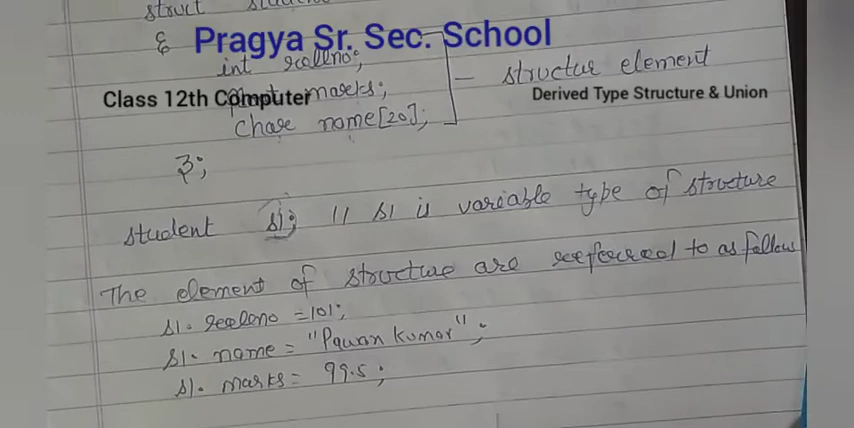 struct
{
Pragya Sr. Sec. School
int rollno;
marks;
Class 12th Computer
char name[20];
— structur element
Derived Type Structure & Union
};
student s1; // s1 is variable type of structure
The element of structure are referred to as follows
s1. rollno = 101;
s1. name = "Pawan Kumar";
s1. marks = 99.5;